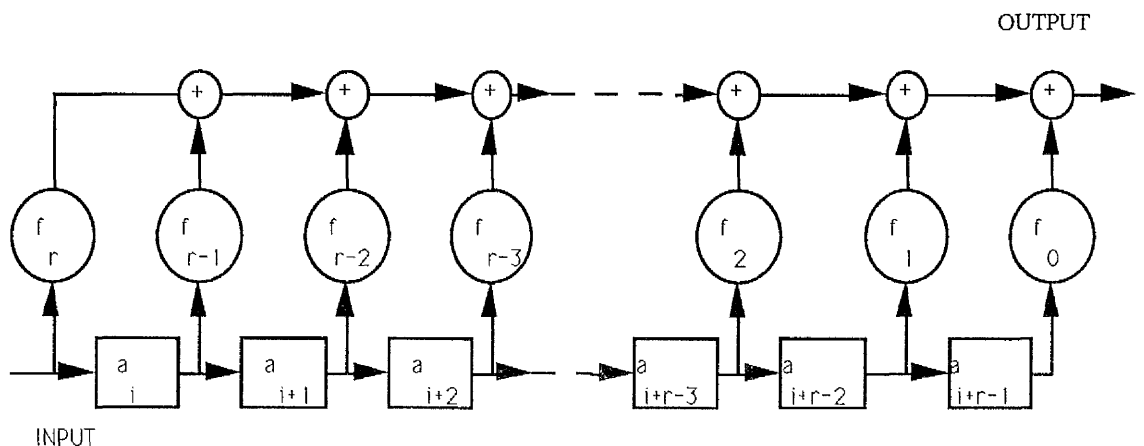 OUTPUT
+ + + + + +
f r f r-1 f r-2 f r-3 f 2 f 1 f 0
a i a i+1 a i+2 a i+r-3 a i+r-2 a i+r-1
INPUT